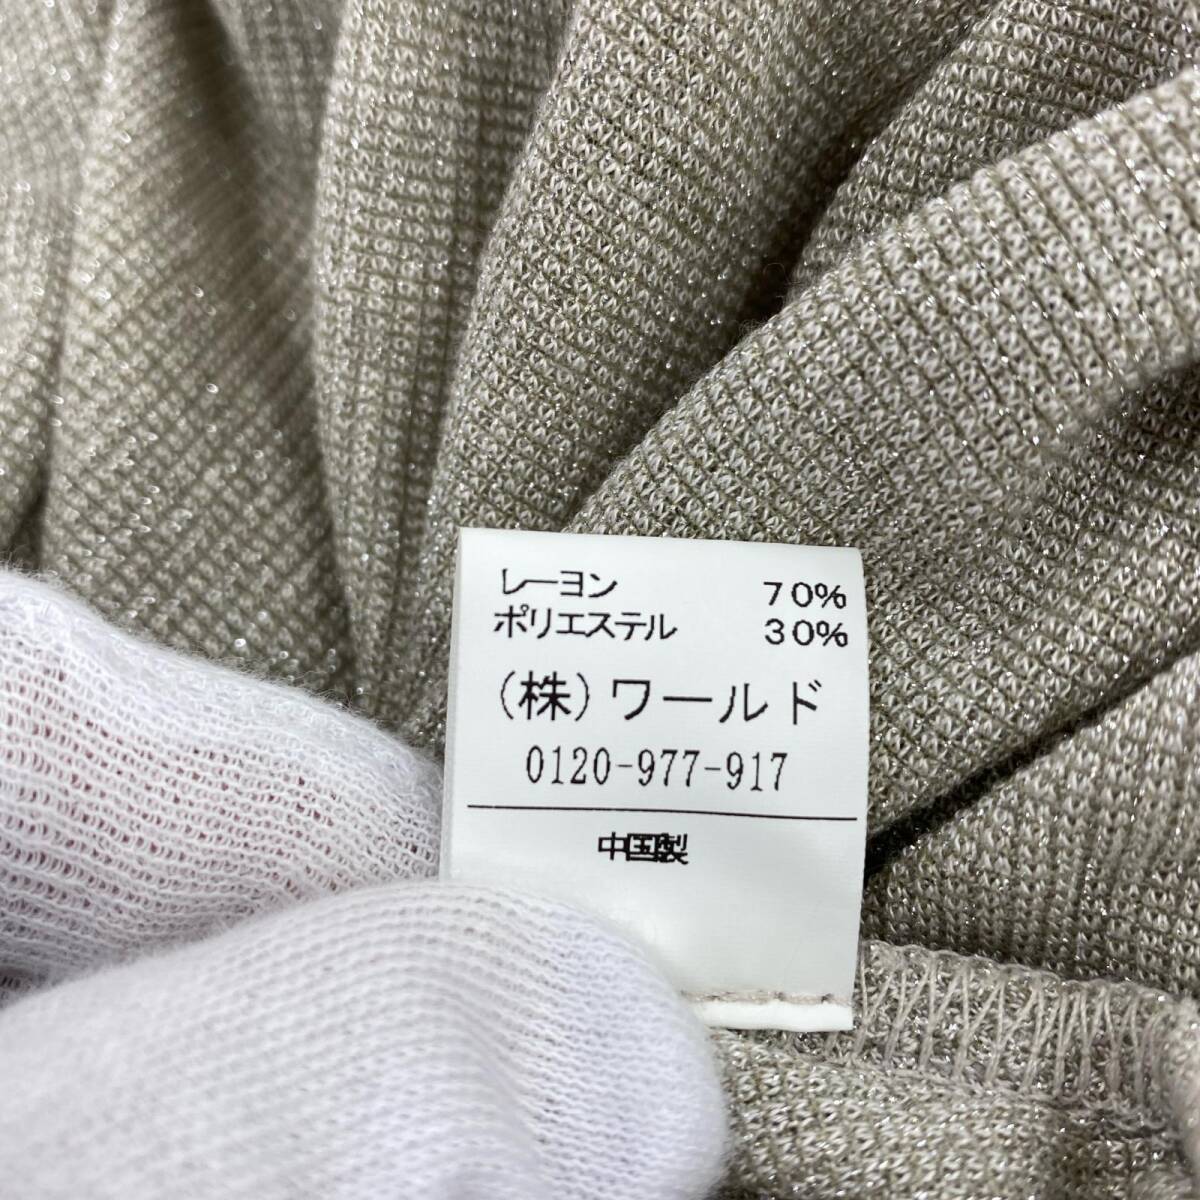 レーヨン 70%
ポリエステル 30%
(株)ワールド
0120-977-917
中国製